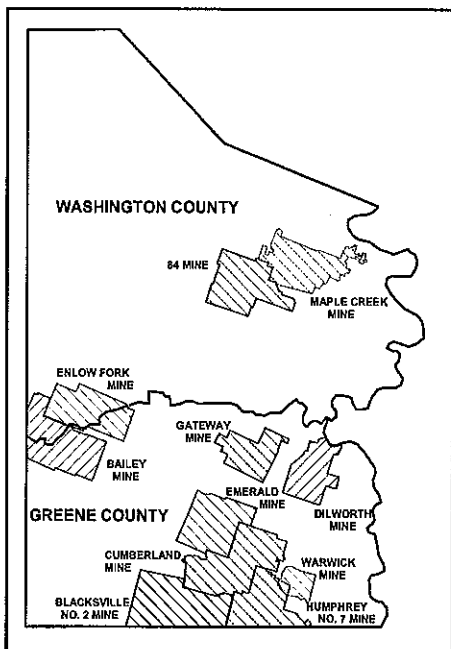 WASHINGTON COUNTY
84 MINE
MAPLE CREEK
MINE
ENLOW FORK
MINE
GATEWAY
MINE
BAILEY
MINE
EMERALD
MINE
DILWORTH
MINE
GREENE COUNTY
CUMBERLAND
MINE
WARWICK
MINE
BLACKSVILLE
NO. 2 MINE
HUMPHREY
NO. 7 MINE